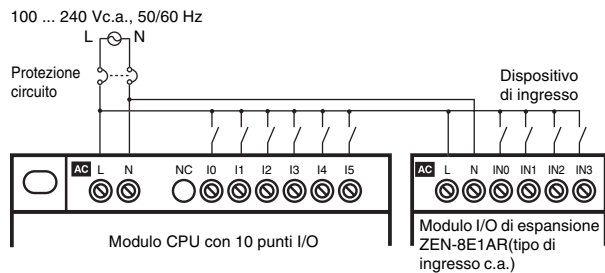 100 ... 240 Vc.a., 50/60 Hz
L N
Protezione
circuito
Dispositivo
di ingresso
AC L N NC I0 I1 I2 I3 I4 I5
AC L N IN0 IN1 IN2 IN3
Modulo CPU con 10 punti I/O
Modulo I/O di espansione
ZEN-8E1AR(tipo di
ingresso c.a.)